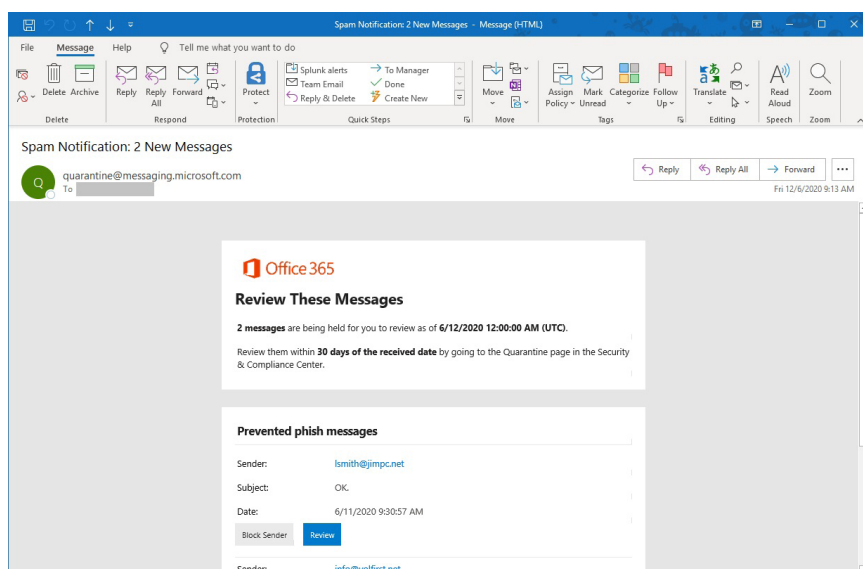 Spam Notification: 2 New Messages - Message (HTML)
File Message Help Tell me what you want to do
Delete Archive
Reply Reply All Forward
Protect
Splunk alerts To Manager
Team Email Done
Reply & Delete Create New
Move
Assign Policy Mark Unread Categorize Follow Up
Translate
Read Aloud
Zoom
Delete Respond Protection Quick Steps Move Tags Editing Speech Zoom
Spam Notification: 2 New Messages
Q
quarantine@messaging.microsoft.com
To
Reply Reply All Forward
Fri 12/6/2020 9:13 AM
Office 365
Review These Messages
2 messages are being held for you to review as of 6/12/2020 12:00:00 AM (UTC).
Review them within 30 days of the received date by going to the Quarantine page in the Security
& Compliance Center.
Prevented phish messages
Sender: lsmith@jimpc.net
Subject: OK.
Date: 6/11/2020 9:30:57 AM
Block Sender Review
Sender: